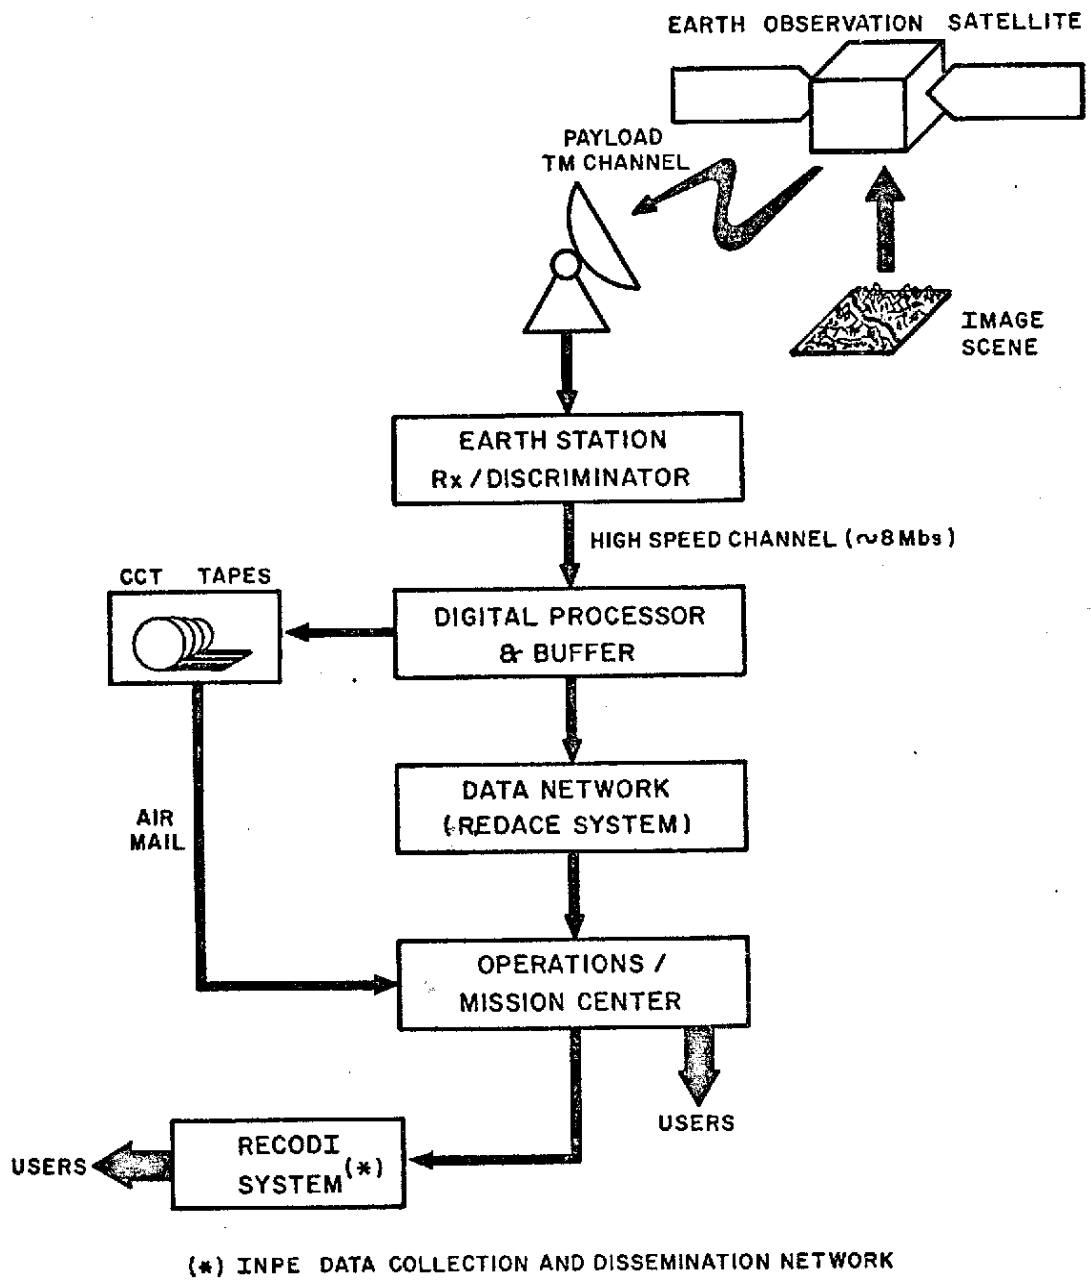 EARTH OBSERVATION SATELLITE
PAYLOAD
TM CHANNEL
IMAGE
SCENE
EARTH STATION
Rx / DISCRIMINATOR
HIGH SPEED CHANNEL (~8 Mbs)
CCT TAPES
DIGITAL PROCESSOR
& BUFFER
DATA NETWORK
(REDACE SYSTEM)
AIR
MAIL
OPERATIONS /
MISSION CENTER
USERS
RECODI
SYSTEM (*)
USERS
(*) INPE DATA COLLECTION AND DISSEMINATION NETWORK